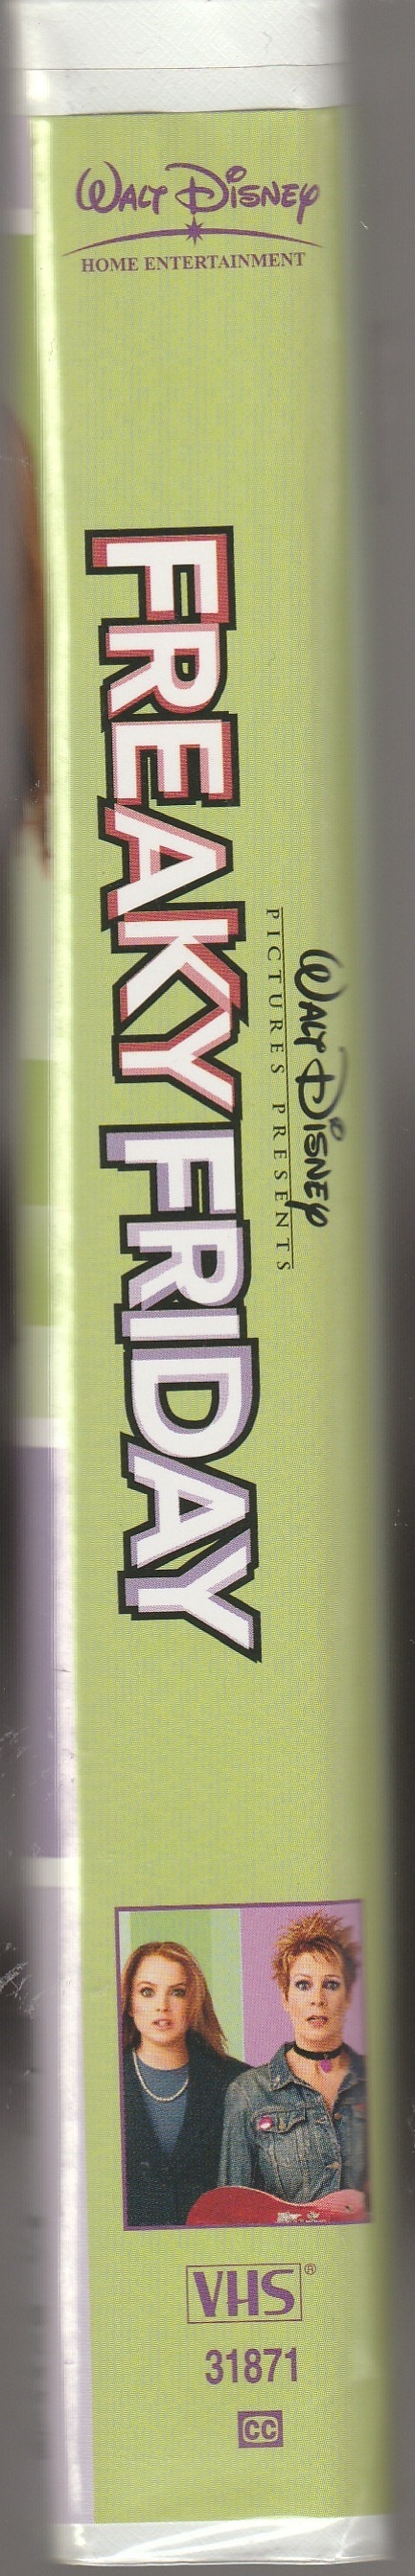 WALT DISNEY
HOME ENTERTAINMENT
WALT DISNEY
PICTURES PRESENTS
FREAKY FRIDAY
VHS®
31871
CC